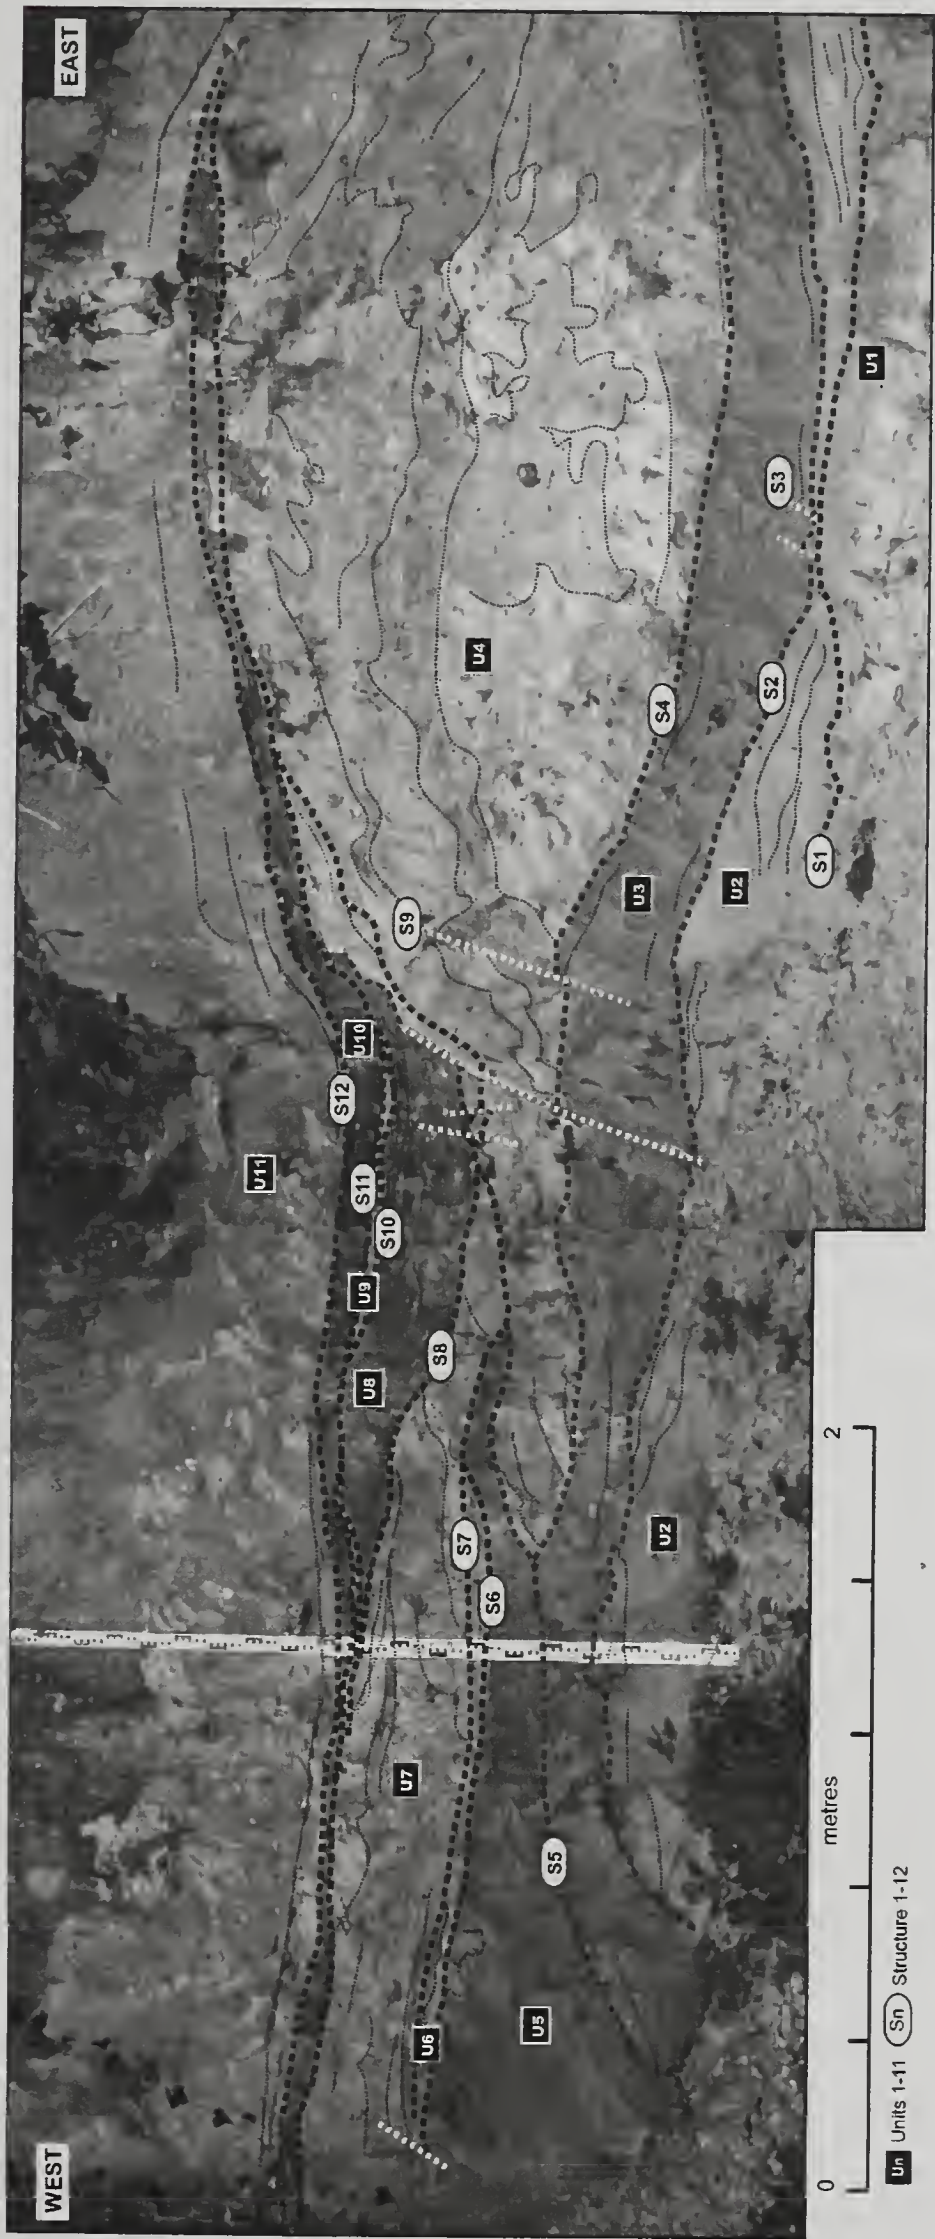 WEST
EAST
U11
S12
U10
S11
S10
U9
U8
S9
S8
U7
S7
S6
U6
U5
S5
U4
S4
U3
S2
S3
U2
U2
S1
U1
E
E
E
E
E
E
0
2
metres
Un Units 1-11 Sn Structure 1-12